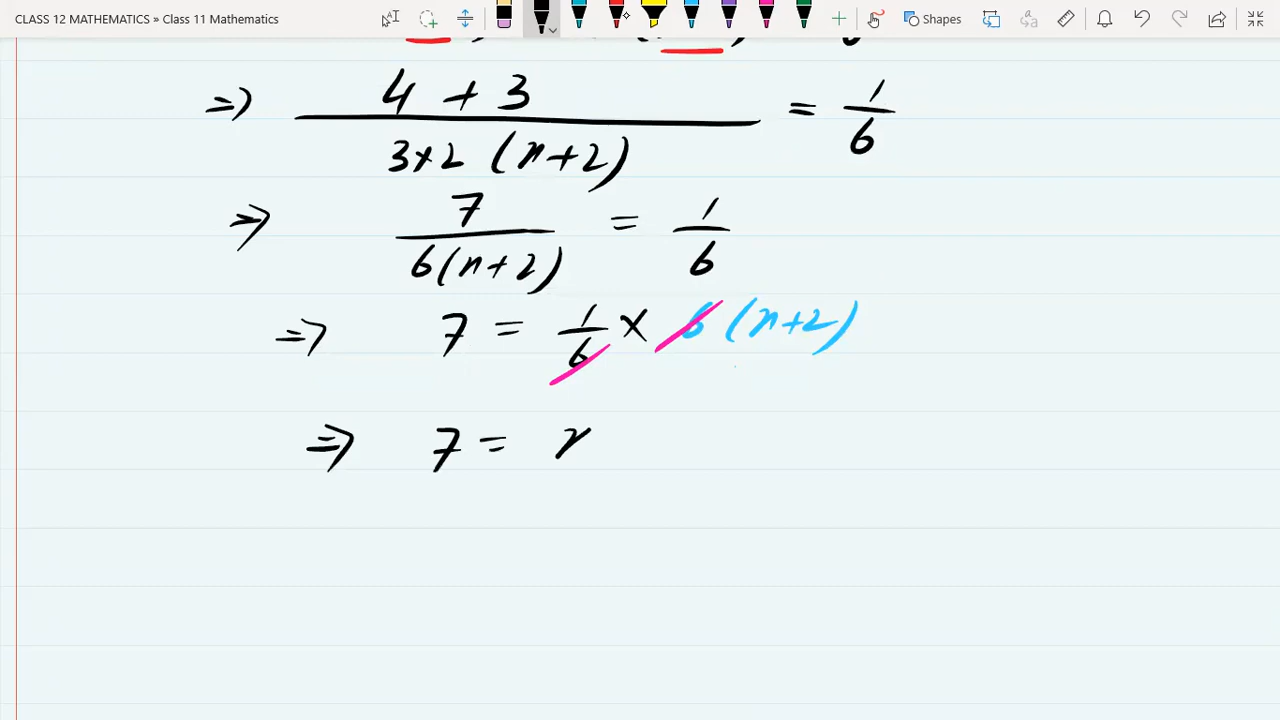 CLASS 12 MATHEMATICS » Class 11 Mathematics
Shapes
=> (4 + 3) / (3×2 (n+2)) = 1/6
=> 7 / (6(n+2)) = 1/6
=> 7 = 1/6 × 6 (n+2)
=> 7 = n